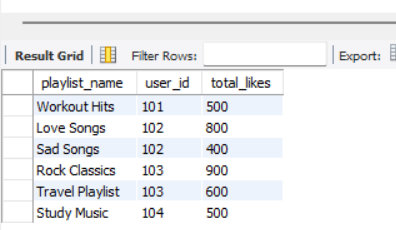 Result Grid Filter Rows: Export:
playlist_name user_id total_likes
Workout Hits 101 500
Love Songs 102 800
Sad Songs 102 400
Rock Classics 103 900
Travel Playlist 103 600
Study Music 104 500